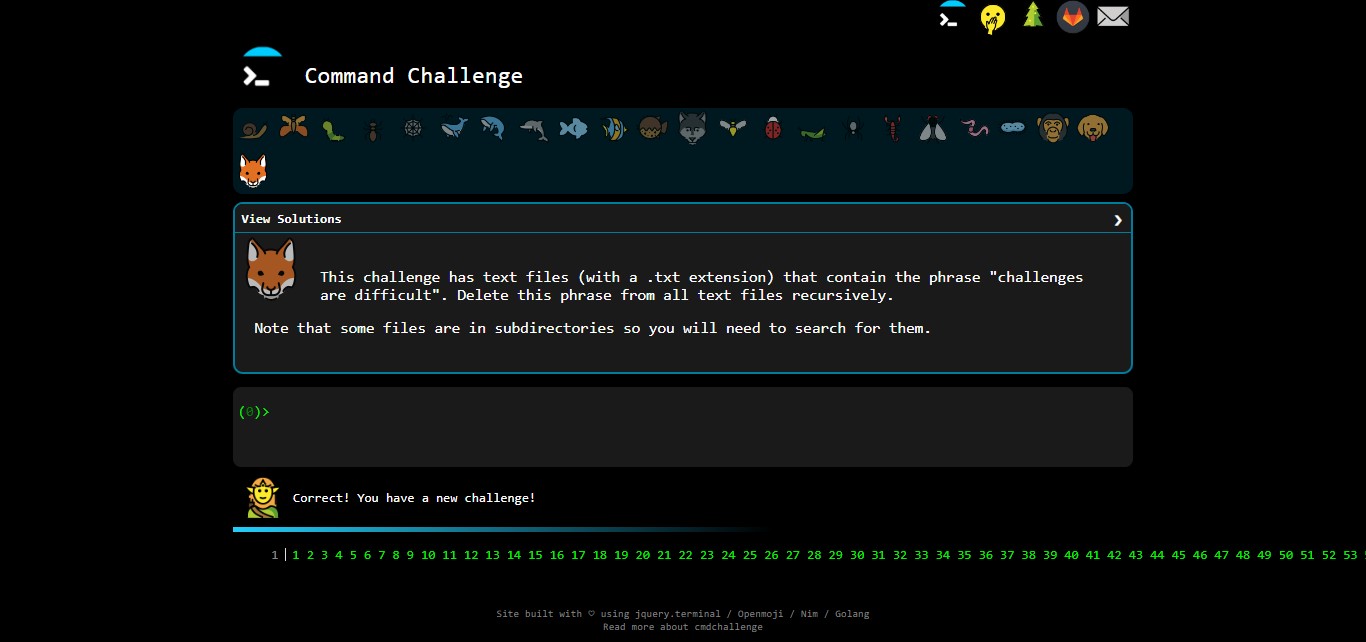 Command Challenge
View Solutions ❯
This challenge has text files (with a .txt extension) that contain the phrase "challenges
are difficult". Delete this phrase from all text files recursively.
Note that some files are in subdirectories so you will need to search for them.
(0)>
Correct! You have a new challenge!
1 1 2 3 4 5 6 7 8 9 10 11 12 13 14 15 16 17 18 19 20 21 22 23 24 25 26 27 28 29 30 31 32 33 34 35 36 37 38 39 40 41 42 43 44 45 46 47 48 49 50 51 52 53
Site built with ♡ using jquery.terminal / Openmoji / Nim / Golang
Read more about cmdchallenge